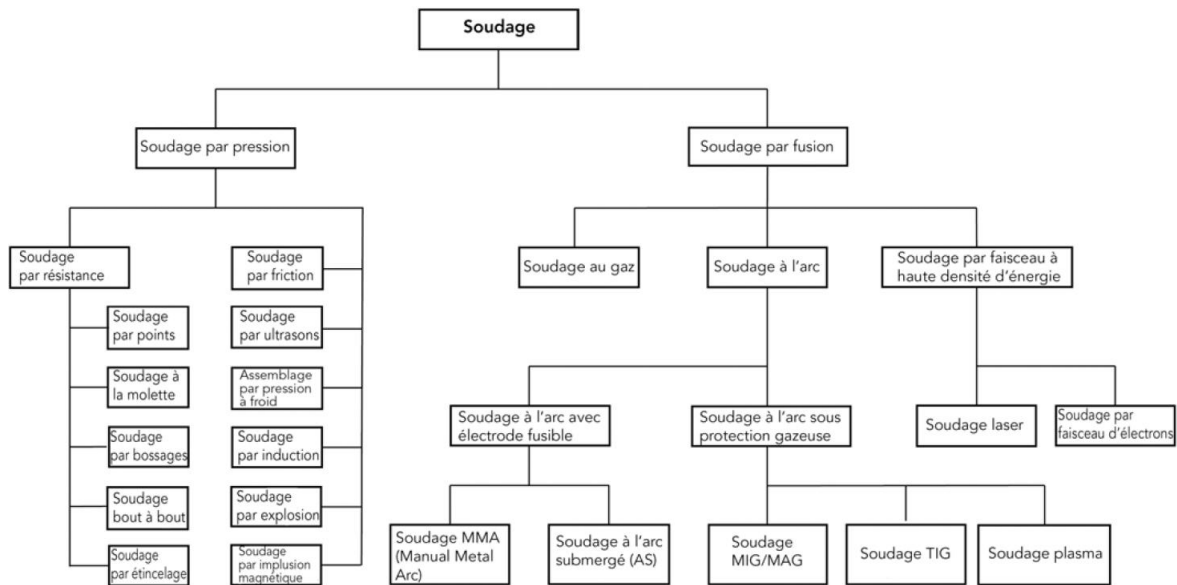 Soudage
Soudage par pression
Soudage par fusion
Soudage
par résistance
Soudage
par friction
Soudage au gaz
Soudage à l'arc
Soudage par faisceau à
haute densité d'énergie
Soudage
par points
Soudage
par ultrasons
Soudage à
la molette
Assemblage
par pression
à froid
Soudage à l'arc avec
électrode fusible
Soudage à l'arc sous
protection gazeuse
Soudage laser
Soudage par
faisceau d'électrons
Soudage
par bossages
Soudage
par induction
Soudage
bout à bout
Soudage
par explosion
Soudage MMA
(Manual Metal
Arc)
Soudage à l'arc
submergé (AS)
Soudage
MIG/MAG
Soudage TIG
Soudage plasma
Soudage
par étincelage
Soudage
par implusion
magnétique